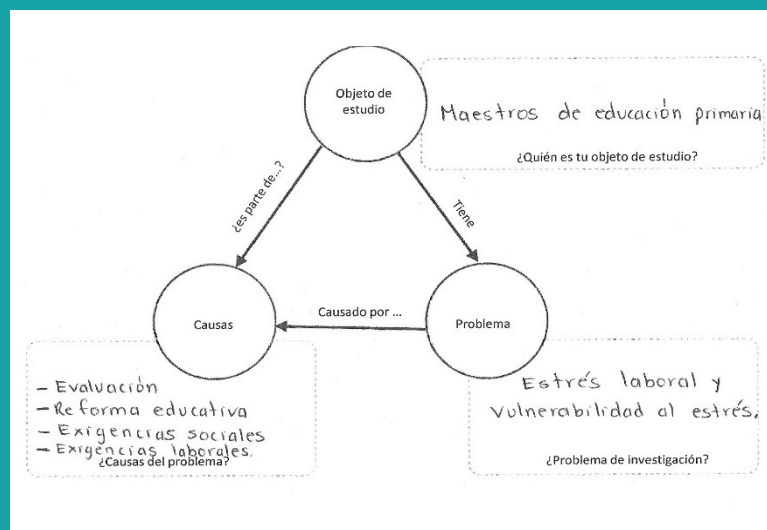 Objeto de
estudio
Maestros de educación primaria
¿Quién es tu objeto de estudio?
¿es parte de...?
Tiene
Causas
Causado por ...
Problema
- Evaluación
- Reforma educativa
- Exigencias sociales
- Exigencias laborales.
¿Causas del problema?
Estrés laboral y
Vulnerabilidad al estrés.
¿Problema de investigación?